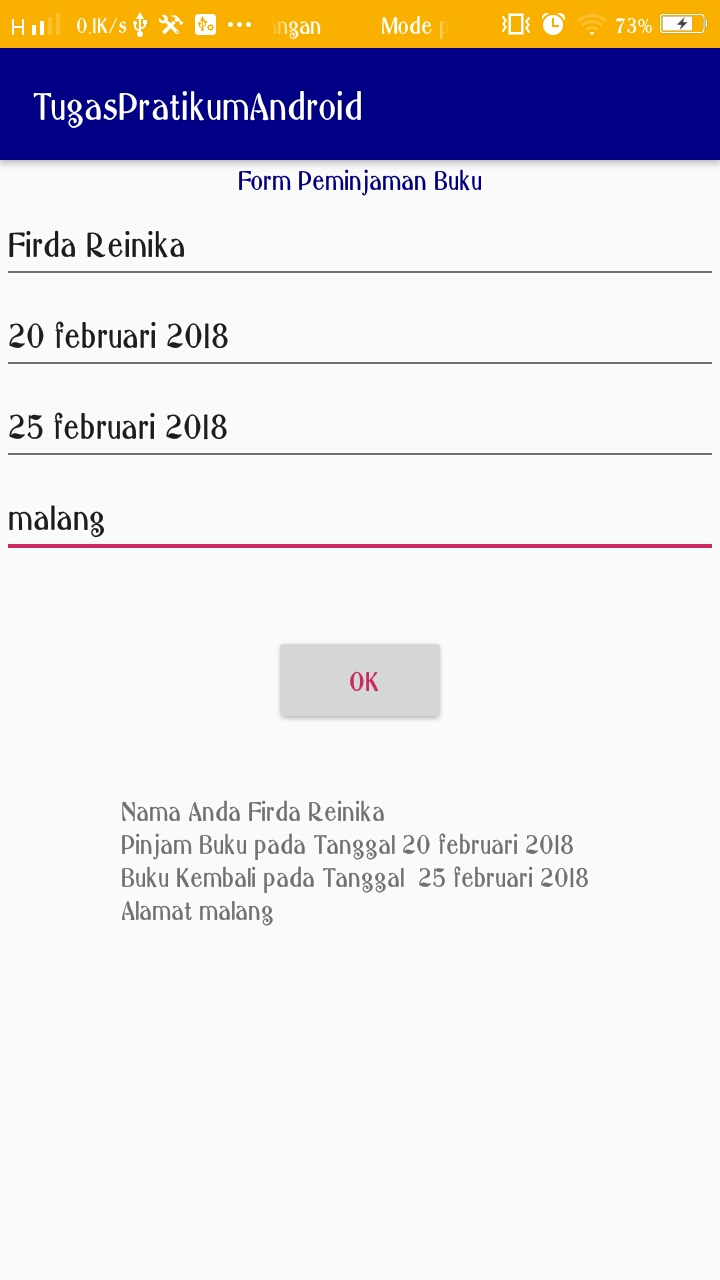 H 0.1K/s ngan Mode 73%
TugasPratikumAndroid
Form Peminjaman Buku
Firda Reinika
20 februari 2018
25 februari 2018
malang
OK
Nama Anda Firda Reinika
Pinjam Buku pada Tanggal 20 februari 2018
Buku Kembali pada Tanggal 25 februari 2018
Alamat malang